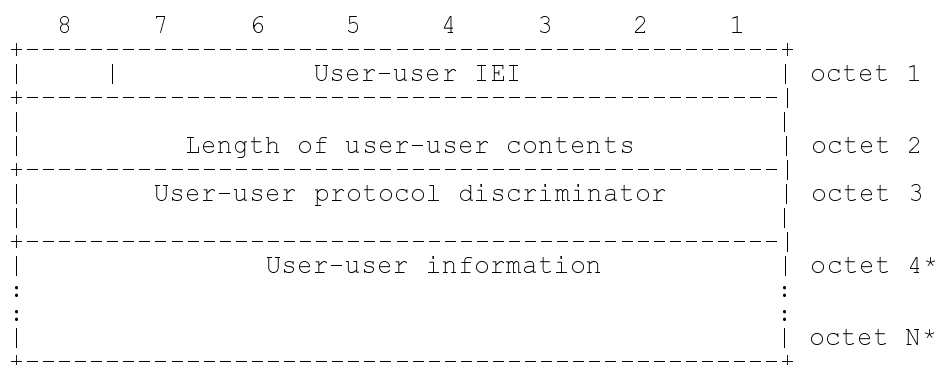 8 7 6 5 4 3 2 1
User-user IEI octet 1
Length of user-user contents octet 2
User-user protocol discriminator octet 3
User-user information octet 4*
octet N*